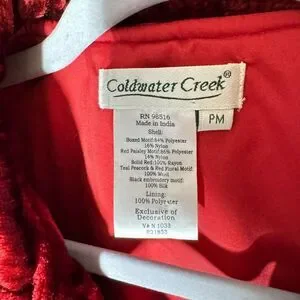 Coldwater Creek®
PM
RN 98516
Made in India
Shell:
Boxed Motif:84% Polyester
16% Nylon
Red Paisley Motif:86% Polyester
14% Nylon
Solid Red:100% Rayon
Teal Peacock & Red Floral Motif:
100% Wool
Black embroidery motif:
100% Silk
Lining:
100% Polyester
Exclusive of
Decoration